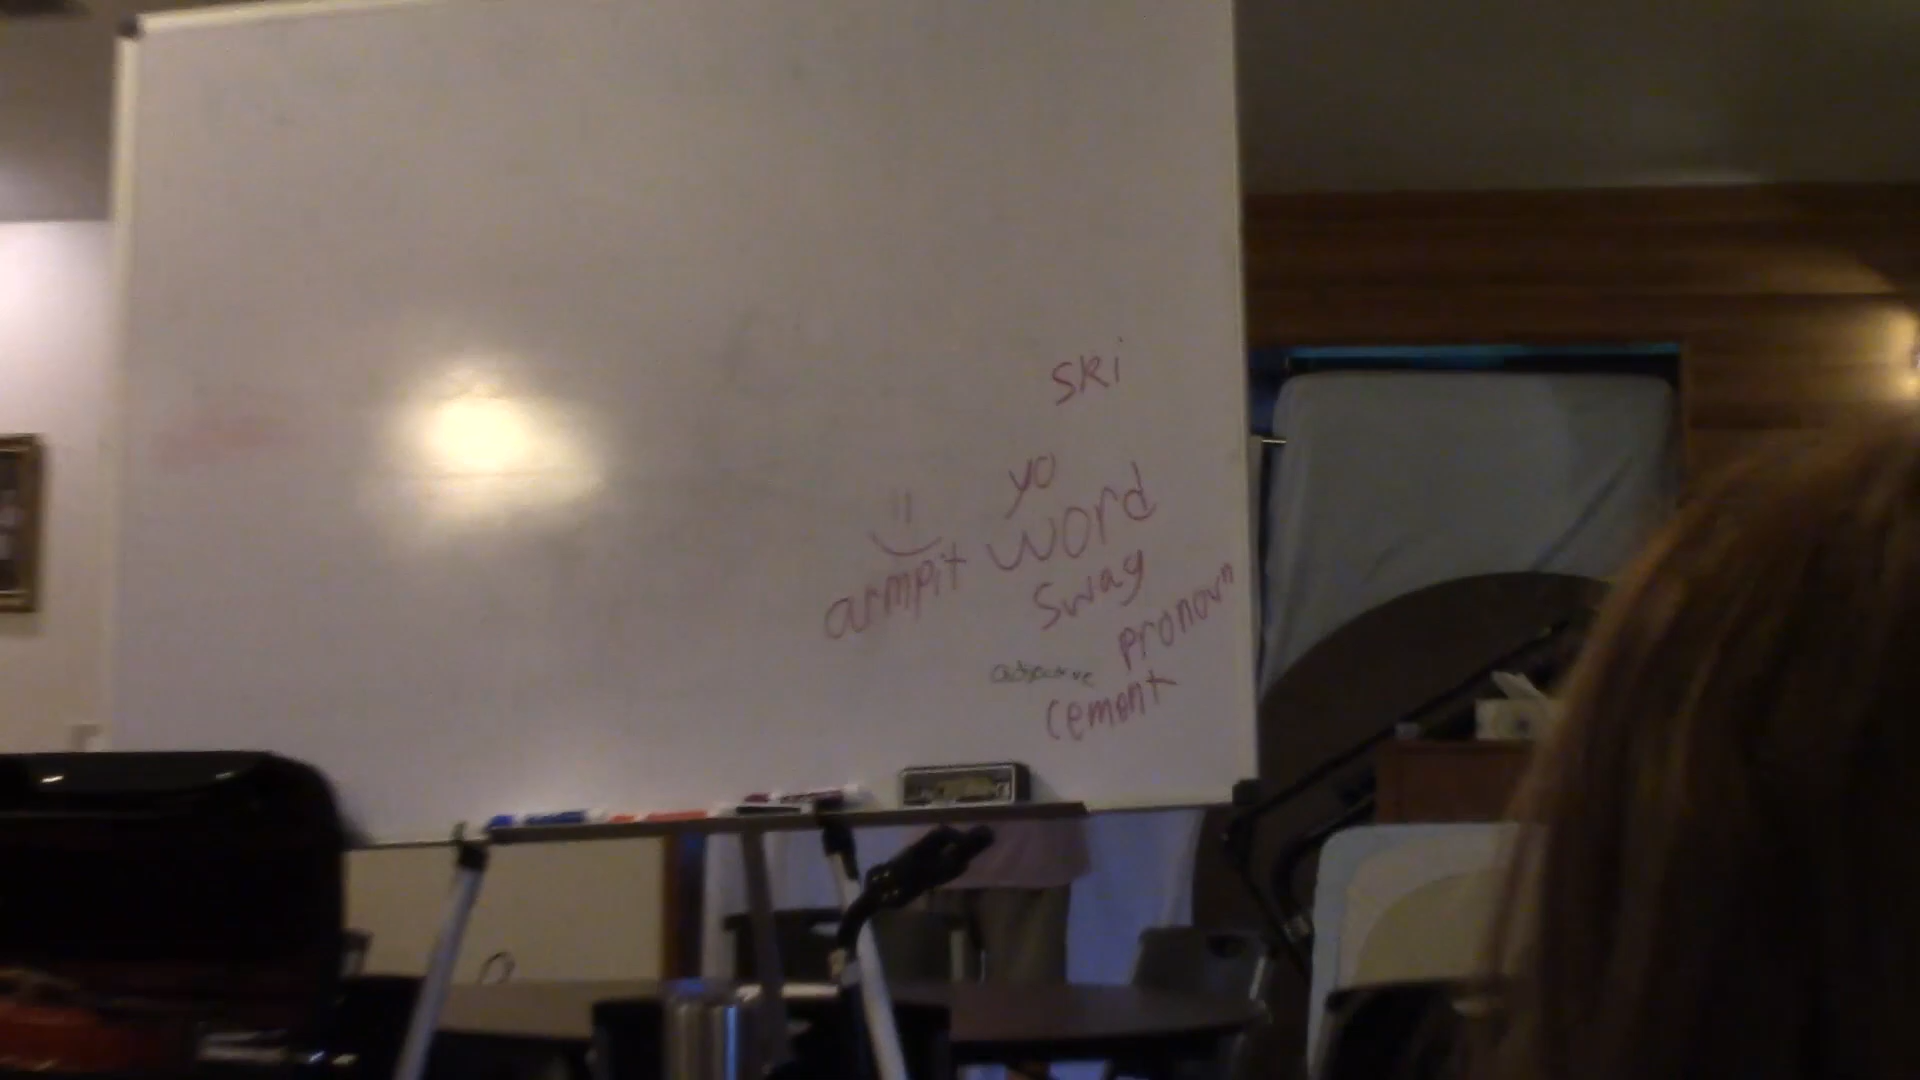 ski
yo
word
armpit
swag
pronoun
adjective
cement